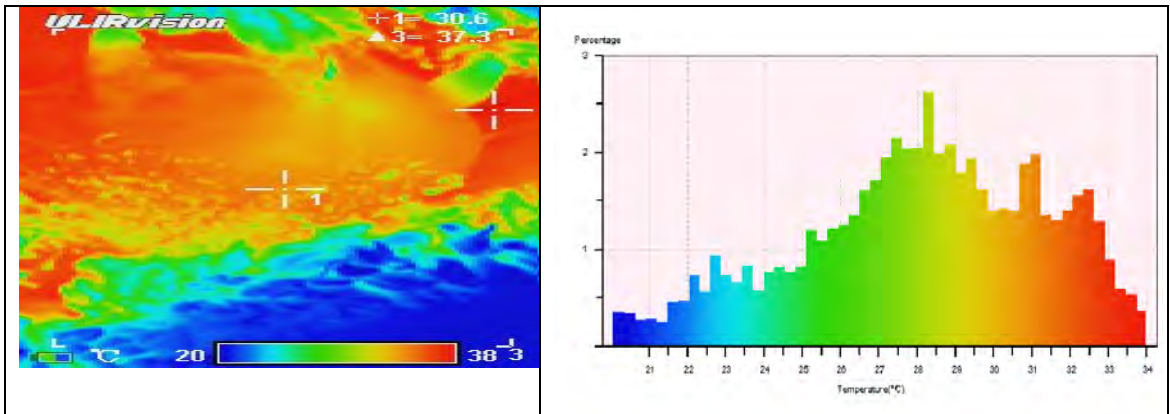 ULIRvision
1= 30.6
▲3= 37.3
1
℃
20
38
3
Percentage
3
2
1
21 22 23 24 25 26 27 28 29 30 31 32 33 34
Temperature(°C)